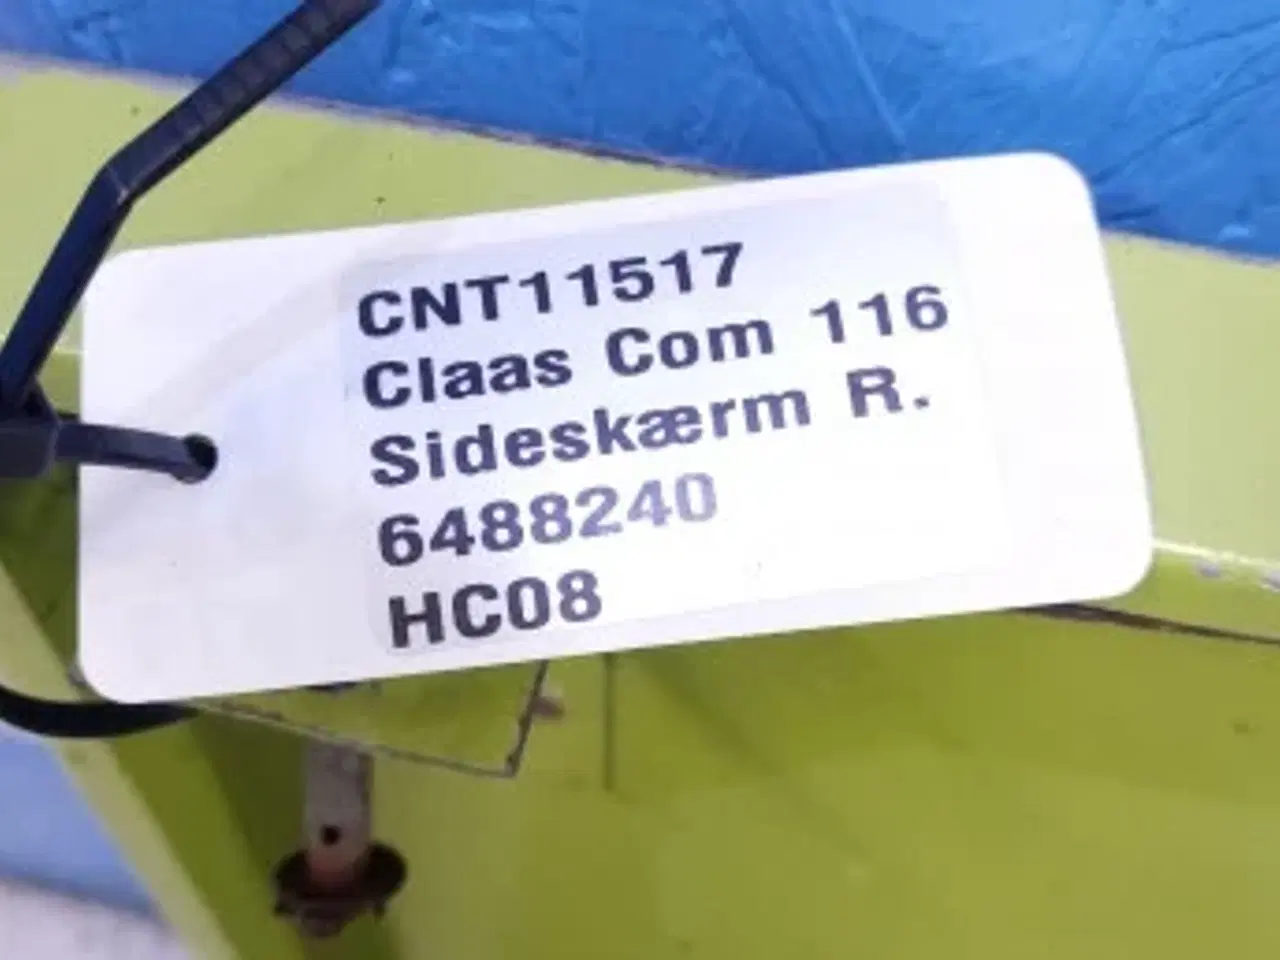 CNT11517
Claas Com 116
Sideskærm R.
6488240
HC08